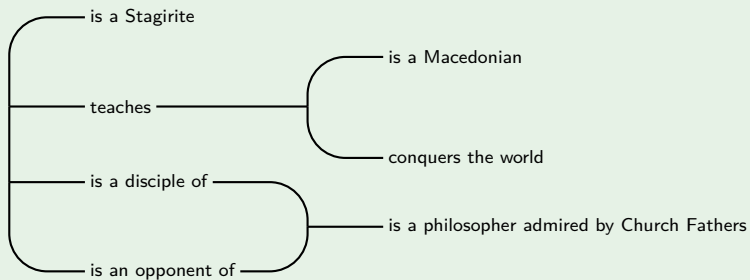 is a Stagirite
is a Macedonian
teaches
conquers the world
is a disciple of
is a philosopher admired by Church Fathers
is an opponent of